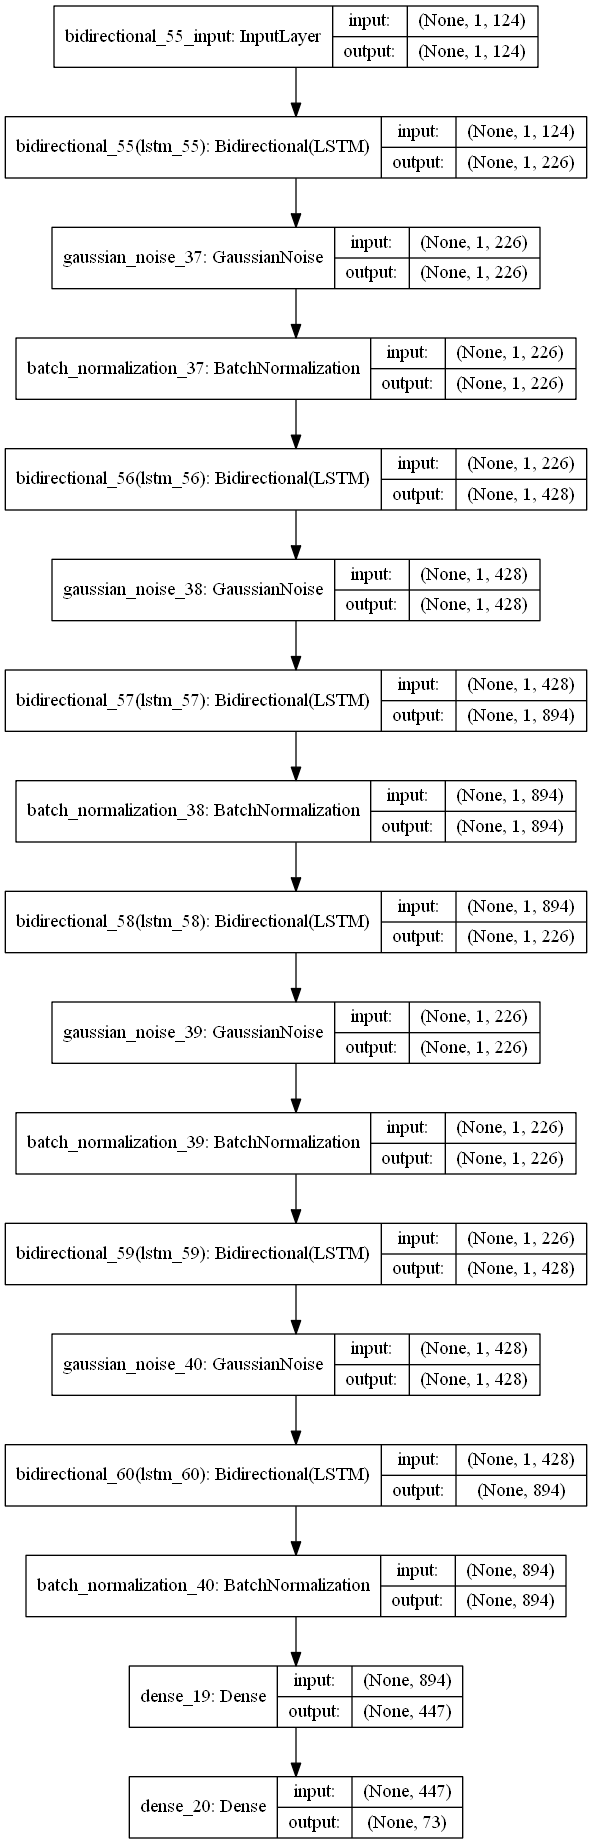 bidirectional_55_input: InputLayer
input: (None, 1, 124)
output: (None, 1, 124)
bidirectional_55(lstm_55): Bidirectional(LSTM)
input: (None, 1, 124)
output: (None, 1, 226)
gaussian_noise_37: GaussianNoise
input: (None, 1, 226)
output: (None, 1, 226)
batch_normalization_37: BatchNormalization
input: (None, 1, 226)
output: (None, 1, 226)
bidirectional_56(lstm_56): Bidirectional(LSTM)
input: (None, 1, 226)
output: (None, 1, 428)
gaussian_noise_38: GaussianNoise
input: (None, 1, 428)
output: (None, 1, 428)
bidirectional_57(lstm_57): Bidirectional(LSTM)
input: (None, 1, 428)
output: (None, 1, 894)
batch_normalization_38: BatchNormalization
input: (None, 1, 894)
output: (None, 1, 894)
bidirectional_58(lstm_58): Bidirectional(LSTM)
input: (None, 1, 894)
output: (None, 1, 226)
gaussian_noise_39: GaussianNoise
input: (None, 1, 226)
output: (None, 1, 226)
batch_normalization_39: BatchNormalization
input: (None, 1, 226)
output: (None, 1, 226)
bidirectional_59(lstm_59): Bidirectional(LSTM)
input: (None, 1, 226)
output: (None, 1, 428)
gaussian_noise_40: GaussianNoise
input: (None, 1, 428)
output: (None, 1, 428)
bidirectional_60(lstm_60): Bidirectional(LSTM)
input: (None, 1, 428)
output: (None, 894)
batch_normalization_40: BatchNormalization
input: (None, 894)
output: (None, 894)
dense_19: Dense
input: (None, 894)
output: (None, 447)
dense_20: Dense
input: (None, 447)
output: (None, 73)